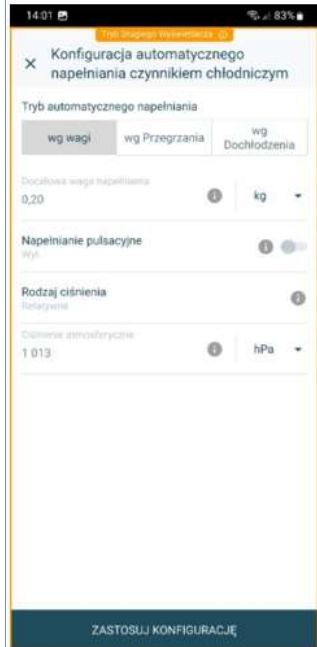 14:01 83%
Tryb Drugiego Wyświetlacza
Konfiguracja automatycznego
napełniania czynnikiem chłodniczym
Tryb automatycznego napełniania
wg wagi wg Przegrzania wg Dochłodzenia
Docelowa waga napełnienia
0,20 kg
Napełnianie pulsacyjne
Wył.
Rodzaj ciśnienia
Relatywne
Ciśnienie atmosferyczne
1 013 hPa
ZASTOSUJ KONFIGURACJĘ